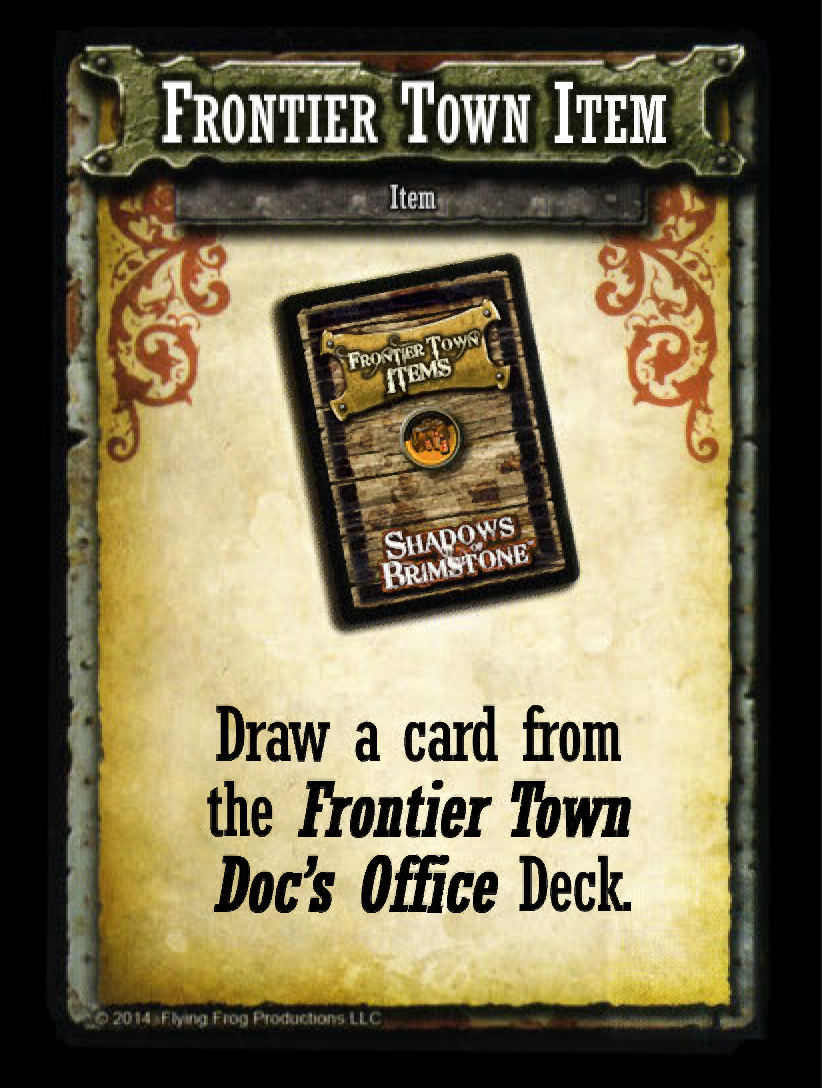 FRONTIER TOWN ITEM
Item
FRONTIER TOWN
ITEMS
SHADOWS
OF
BRIMSTONE™
Draw a card from
the Frontier Town
Doc's Office Deck.
© 2014 Flying Frog Productions LLC